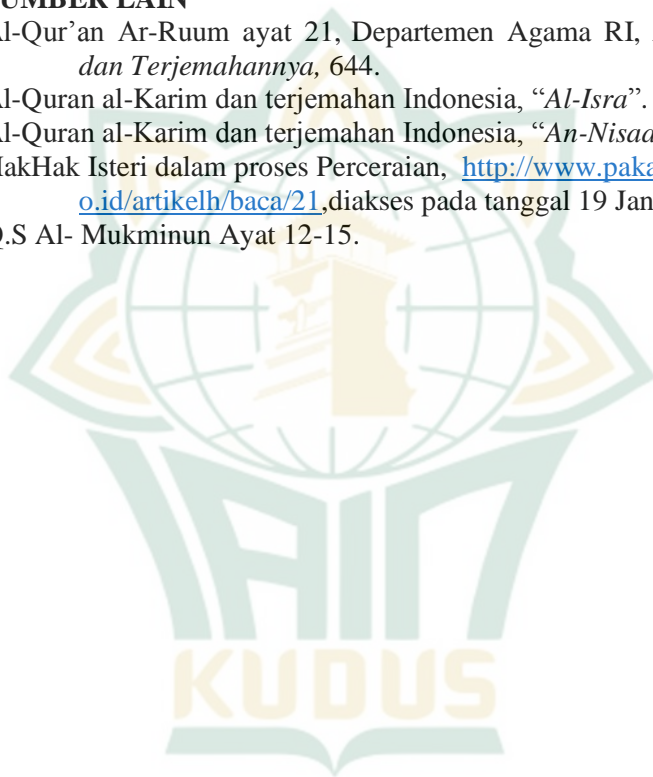 UMBER LAIN
l-Qur'an Ar-Ruum ayat 21, Departemen Agama RI,
dan Terjemahannya, 644.
l-Quran al-Karim dan terjemahan Indonesia, "Al-Isra".
l-Quran al-Karim dan terjemahan Indonesia, "An-Nisaa
HakHak Isteri dalam proses Perceraian, http://www.paka
o.id/artikelh/baca/21,diakses pada tanggal 19 Jan
Q.S Al- Mukminun Ayat 12-15.
IAIN
KUDUS